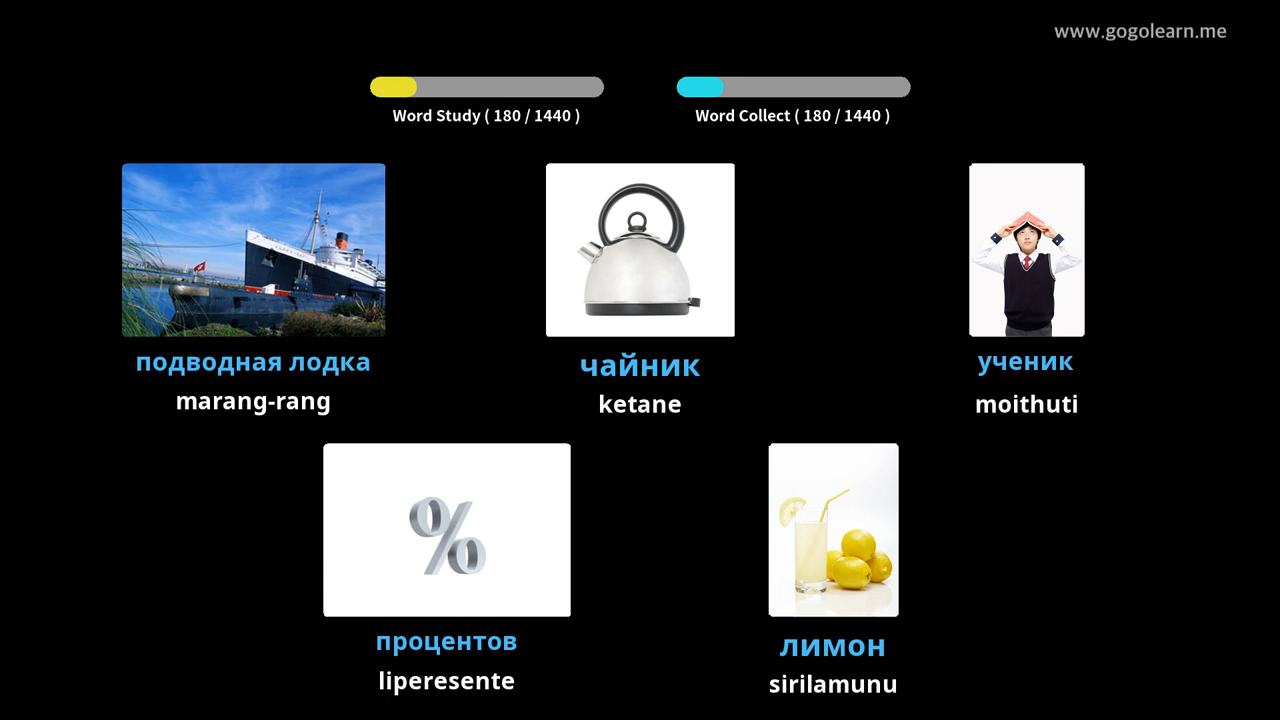 www.gogolearn.me
Word Study ( 180 / 1440 )
Word Collect ( 180 / 1440 )
подводная лодка
marang-rang
чайник
ketane
ученик
moithuti
%
процентов
liperesente
лимон
sirilamunu